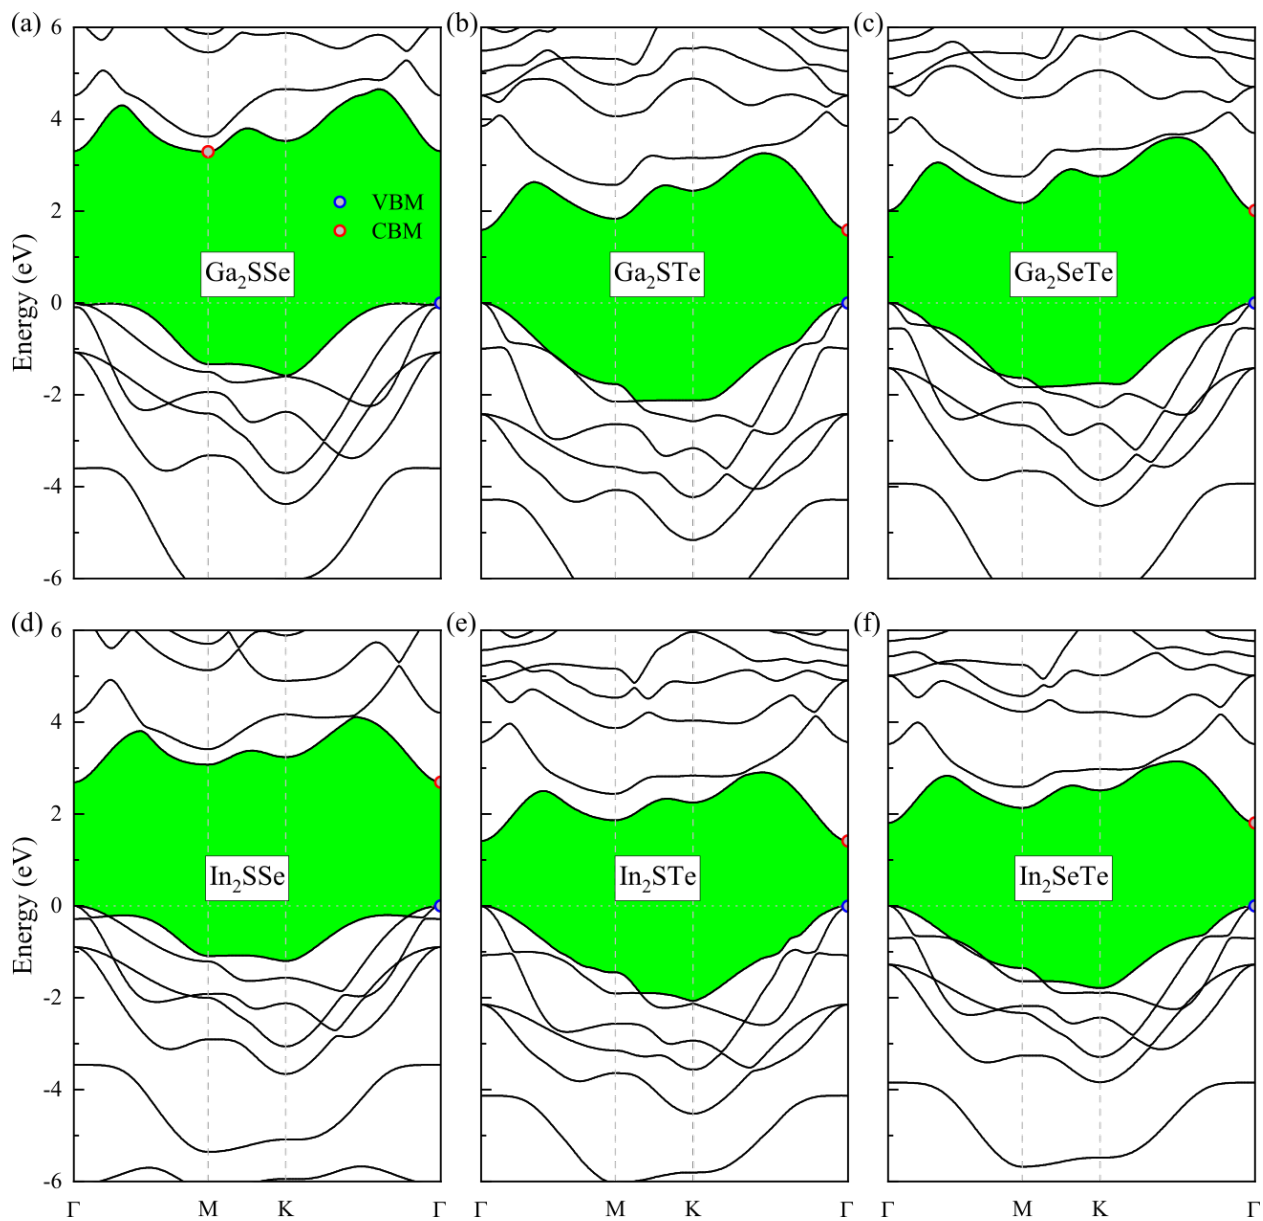 (a) (b) (c)
6
4
2
0
-2
-4
-6
Energy (eV)
VBM
CBM
Ga₂SSe
Ga₂STe
Ga₂SeTe
(d) (e) (f)
6
4
2
0
-2
-4
-6
Energy (eV)
In₂SSe
In₂STe
In₂SeTe
Γ M K Γ M K Γ M K Γ